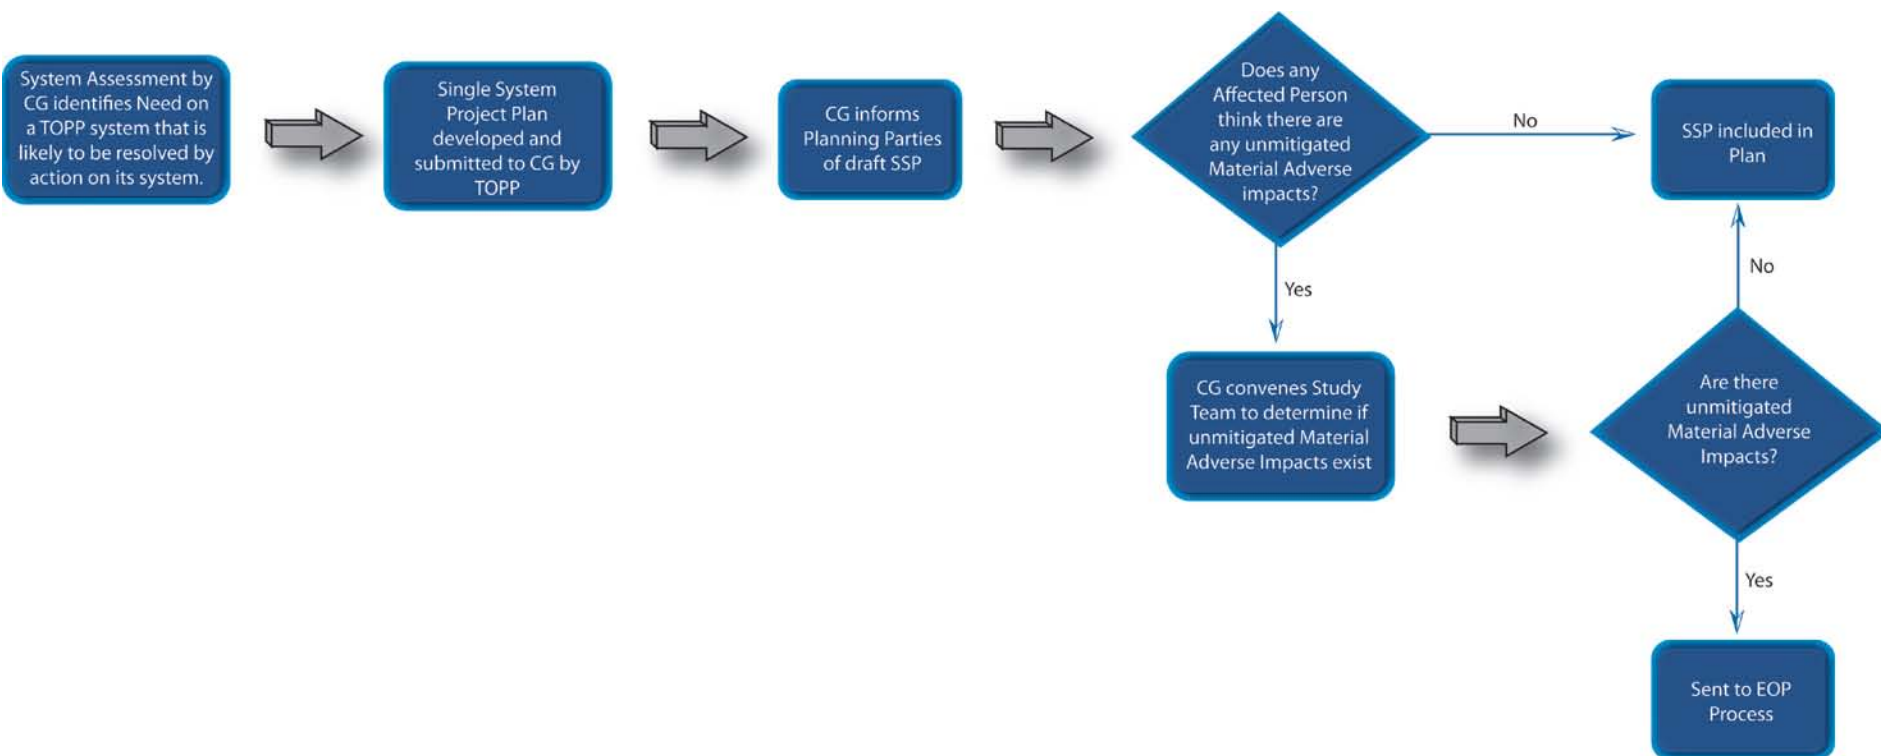 System Assessment by
CG identifies Need on
a TOPP system that is
likely to be resolved by
action on its system.
Single System
Project Plan
developed and
submitted to CG by
TOPP
CG informs
Planning Parties
of draft SSP
Does any
Affected Person
think there are
any unmitigated
Material Adverse
impacts?
No
SSP included in
Plan
Yes
No
CG convenes Study
Team to determine if
unmitigated Material
Adverse Impacts exist
Are there
unmitigated
Material Adverse
Impacts?
Yes
Sent to EOP
Process